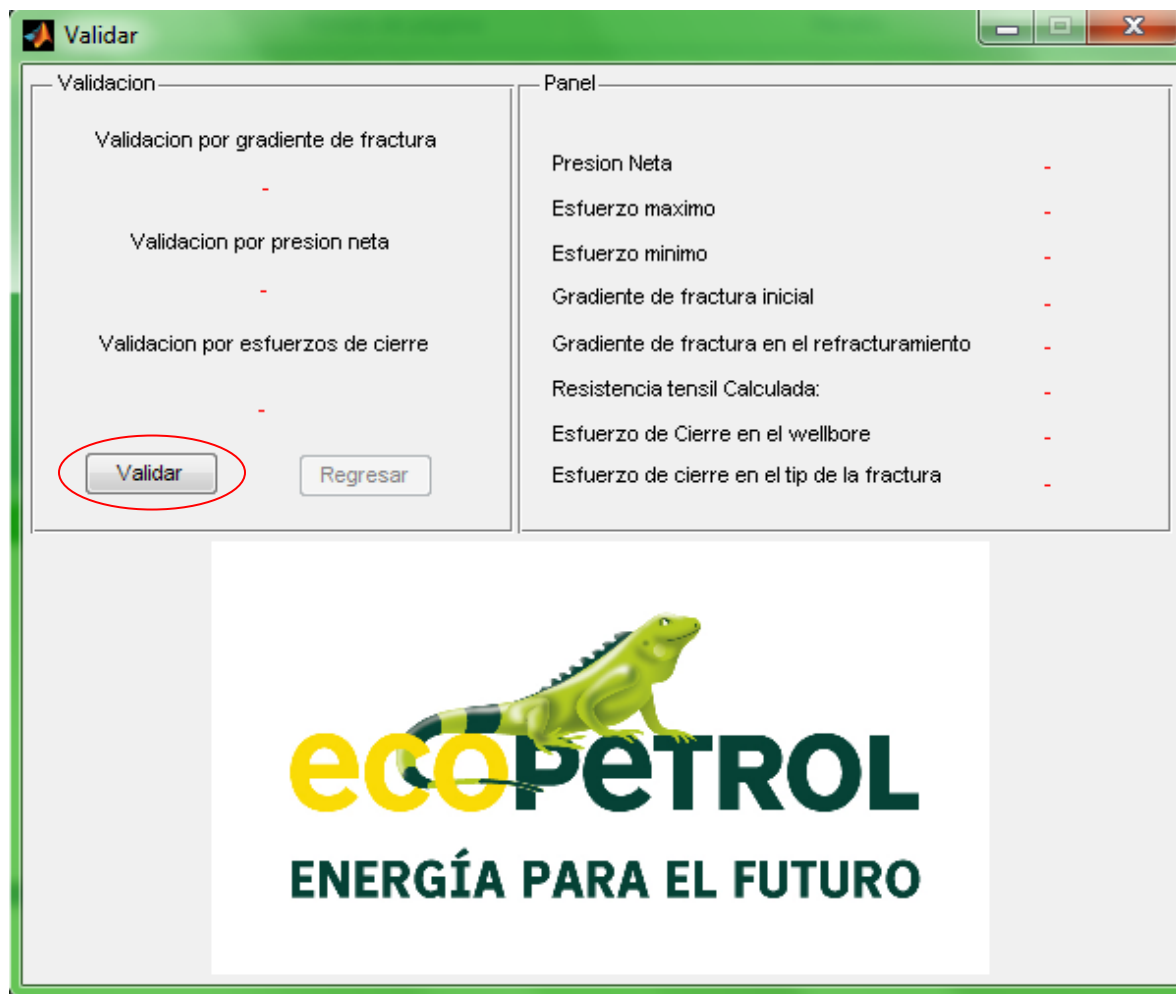 Validar
Validacion
Validacion por gradiente de fractura
-
Validacion por presion neta
-
Validacion por esfuerzos de cierre
-
Validar
Regresar
Panel
Presion Neta -
Esfuerzo maximo -
Esfuerzo minimo -
Gradiente de fractura inicial -
Gradiente de fractura en el refracturamiento -
Resistencia tensil Calculada: -
Esfuerzo de Cierre en el wellbore -
Esfuerzo de cierre en el tip de la fractura -
ecoPeTROL
ENERGÍA PARA EL FUTURO